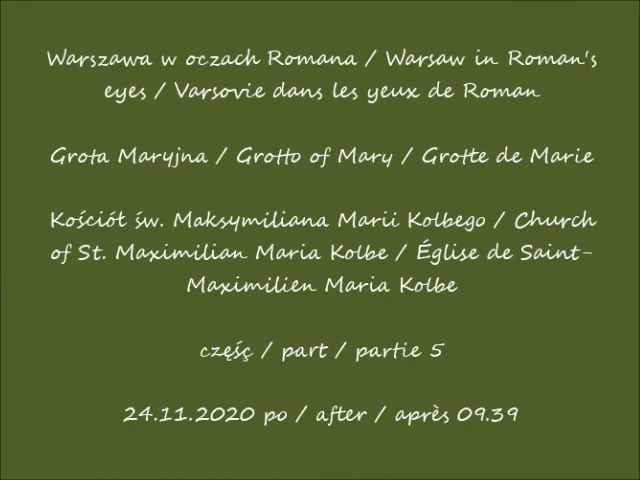 Warszawa w oczach Romana / Warsaw in Roman's
eyes / Varsovie dans les yeux de Roman
Grota Maryjna / Grotto of Mary / Grotte de Marie
Kościół św. Maksymiliana Marii Kolbego / Church
of St. Maximilian Maria Kolbe / Église de Saint-
Maximilien Maria Kolbe
częśç / part / partie 5
24.11.2020 po / after / après 09.39